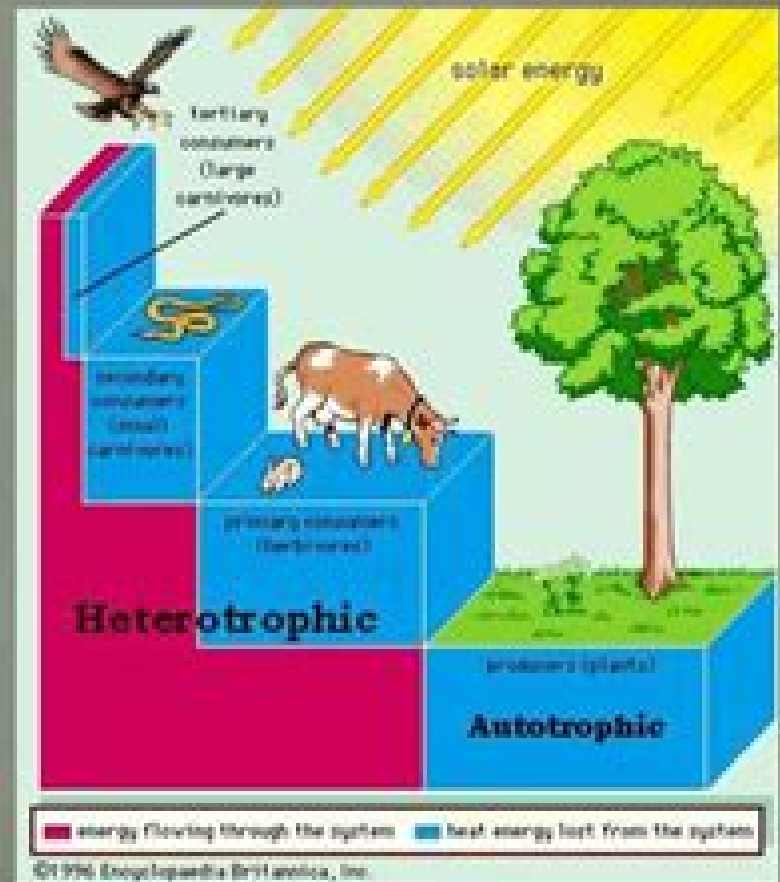 solar energy
tertiary
consumers
(large
carnivores)
secondary
consumers
(small
carnivores)
primary consumers
(herbivores)
Heterotrophic
producers (plants)
Autotrophic
energy flowing through the system
heat energy lost from the system
©1996 Encyclopaedia Britannica, Inc.